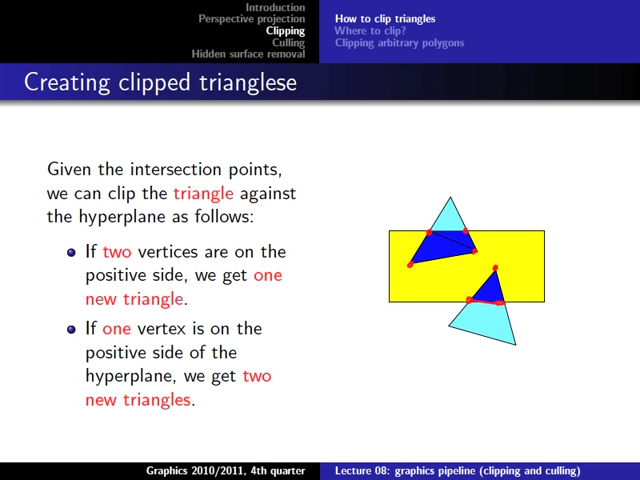 Introduction
Perspective projection
Clipping
Culling
Hidden surface removal
How to clip triangles
Where to clip?
Clipping arbitrary polygons
Creating clipped trianglese
Given the intersection points,
we can clip the triangle against
the hyperplane as follows:
If two vertices are on the
positive side, we get one
new triangle.
If one vertex is on the
positive side of the
hyperplane, we get two
new triangles.
Graphics 2010/2011, 4th quarter
Lecture 08: graphics pipeline (clipping and culling)